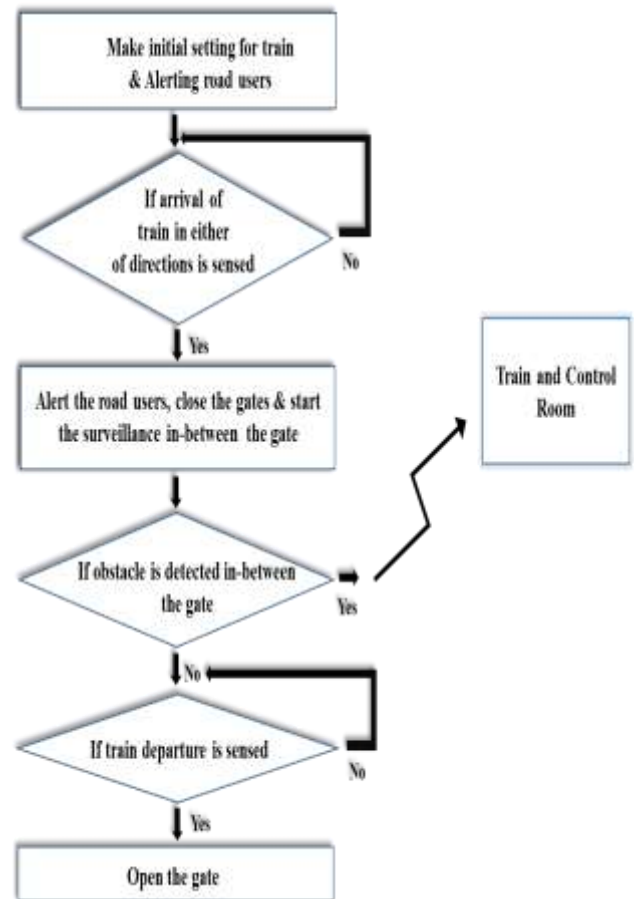 Make initial setting for train
& Alerting road users
If arrival of
train in either
of directions is sensed
No
Yes
Alert the road users, close the gates & start
the surveillance in-between the gate
Train and Control
Room
If obstacle is detected in-between
the gate
Yes
No
If train departure is sensed
No
Yes
Open the gate